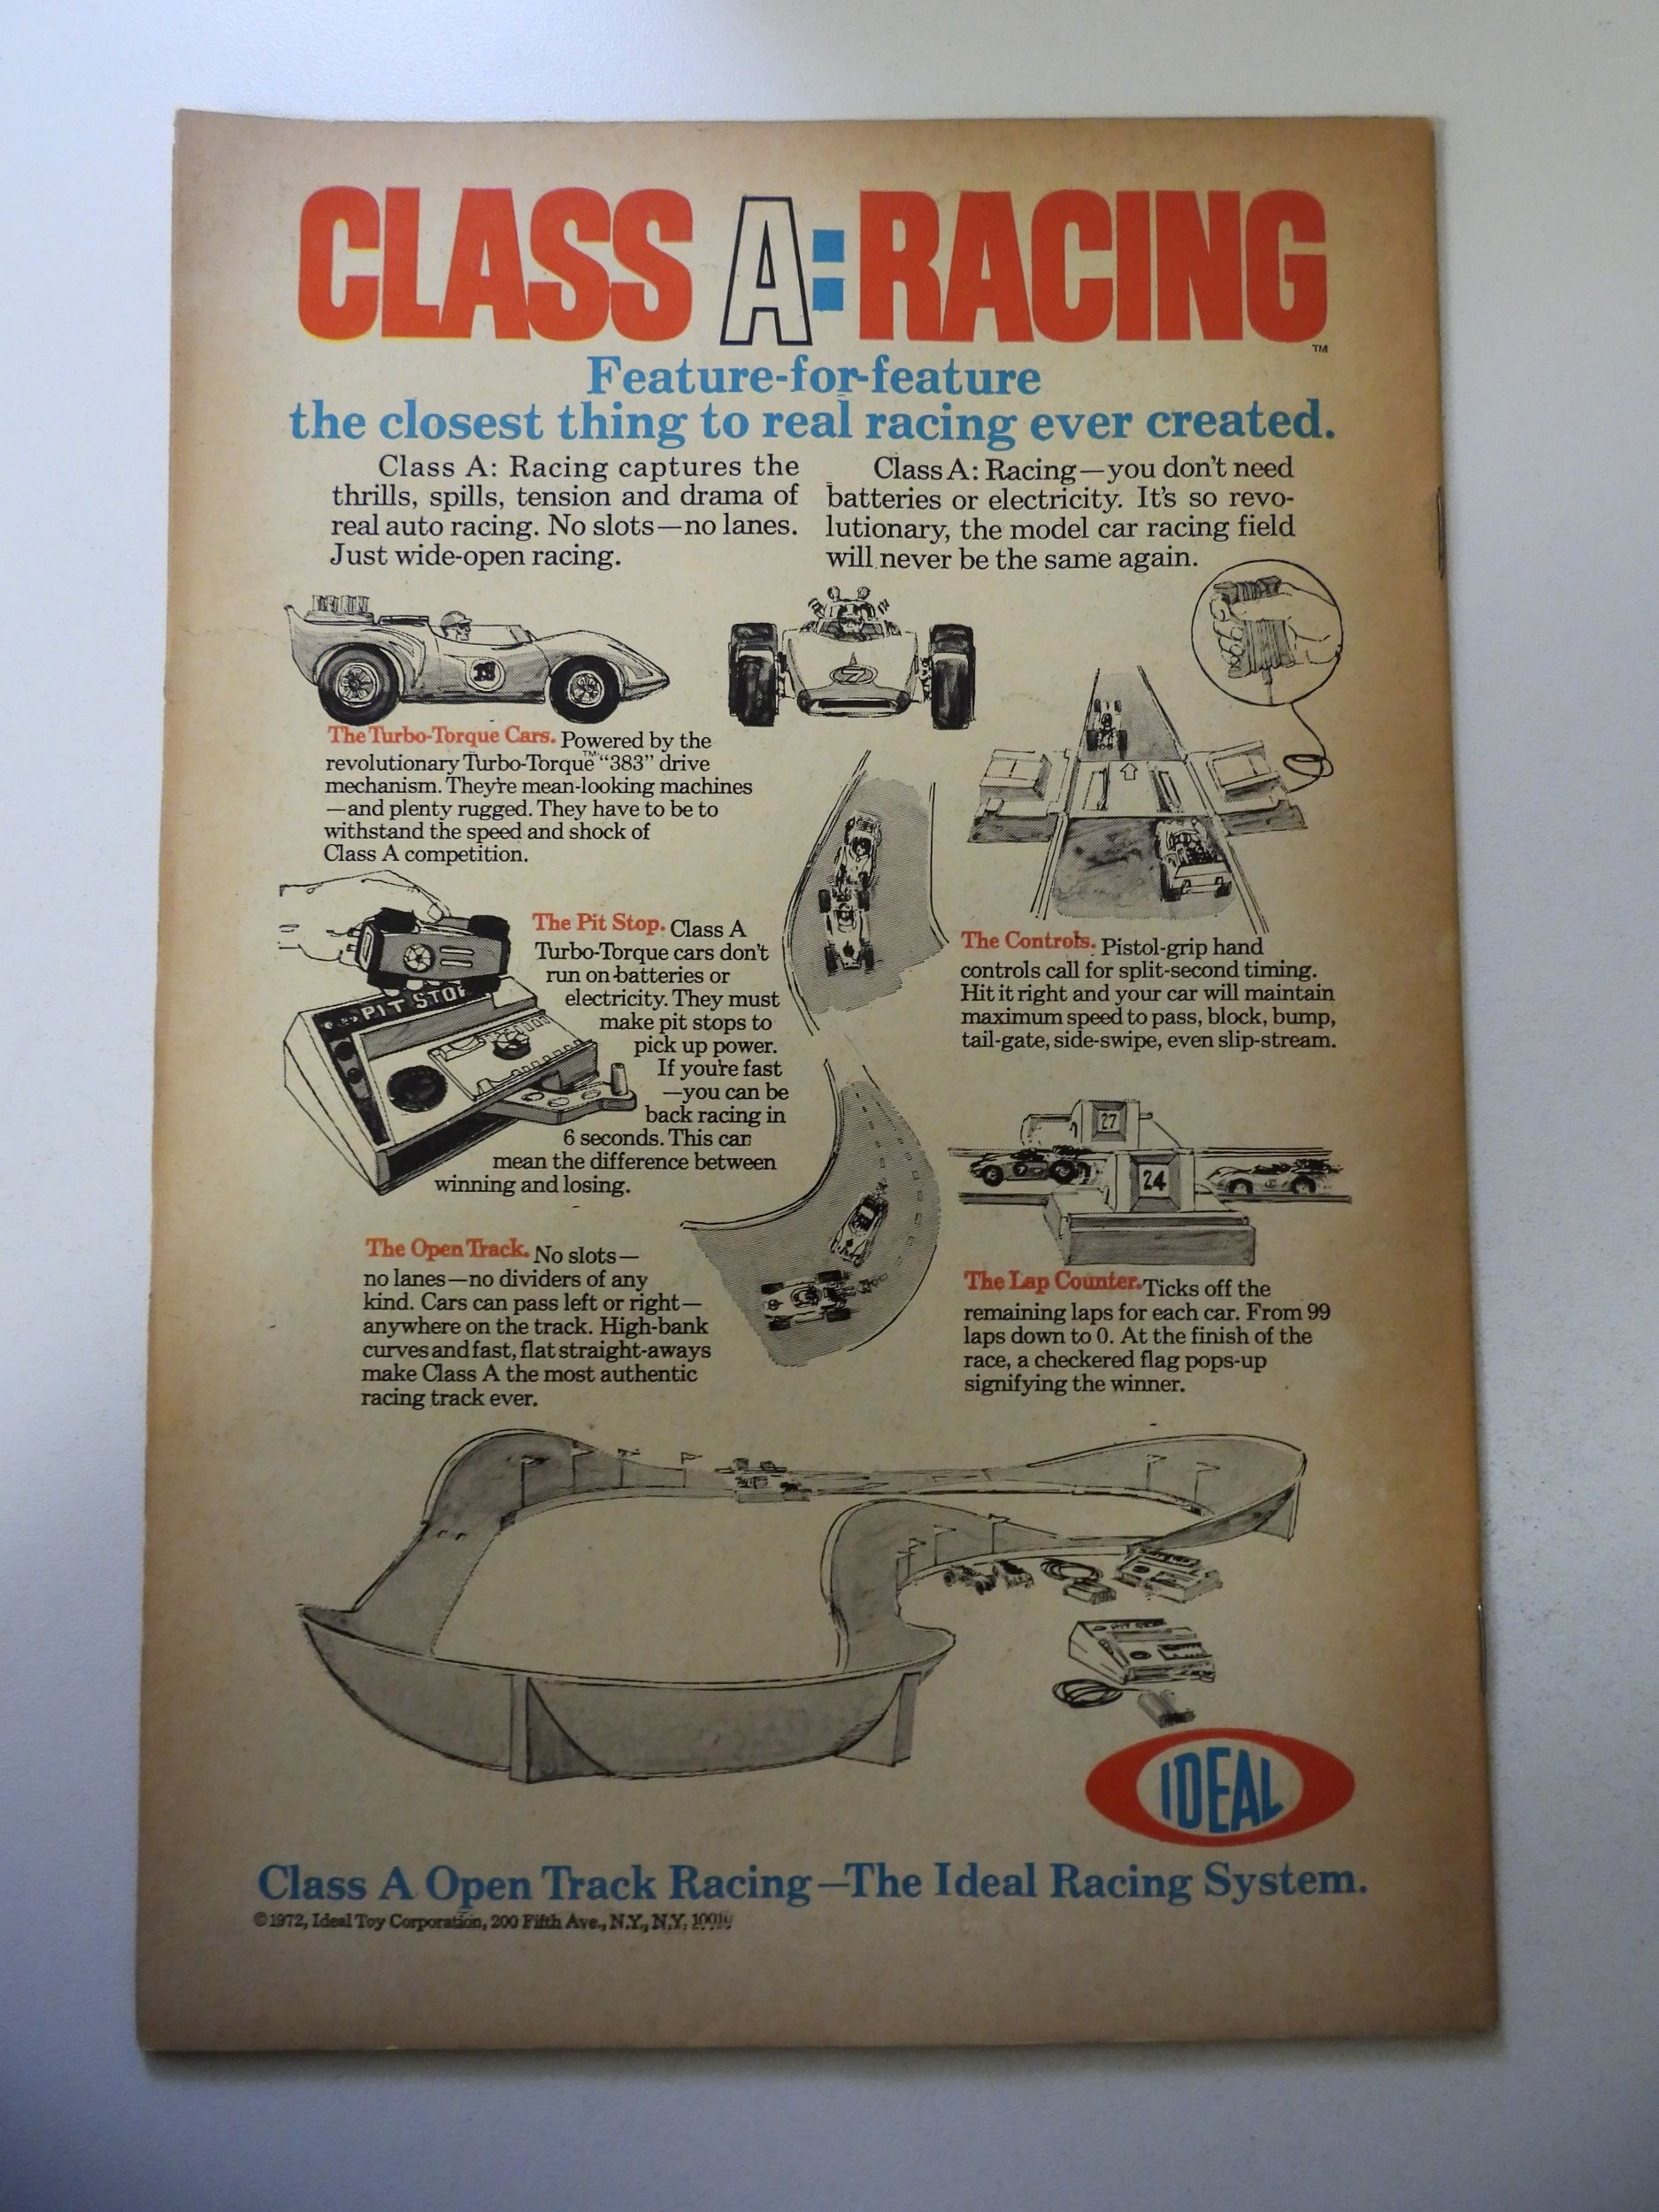 CLASS A: RACING
TM
Feature-for-feature
the closest thing to real racing ever created.
Class A: Racing captures the
thrills, spills, tension and drama of
real auto racing. No slots—no lanes.
Just wide-open racing.
Class A: Racing—you don't need
batteries or electricity. It's so revo-
lutionary, the model car racing field
will never be the same again.
7
The Turbo-Torque Cars. Powered by the
revolutionary Turbo-Torque™ "383" drive
mechanism. They're mean-looking machines
—and plenty rugged. They have to be to
withstand the speed and shock of
Class A competition.
PIT STOP
The Pit Stop. Class A
Turbo-Torque cars don't
run on batteries or
electricity. They must
make pit stops to
pick up power.
If you're fast
—you can be
back racing in
6 seconds. This can
mean the difference between
winning and losing.
The Controls. Pistol-grip hand
controls call for split-second timing.
Hit it right and your car will maintain
maximum speed to pass, block, bump,
tail-gate, side-swipe, even slip-stream.
27
24
The Open Track. No slots—
no lanes—no dividers of any
kind. Cars can pass left or right—
anywhere on the track. High-bank
curves and fast, flat straight-aways
make Class A the most authentic
racing track ever.
The Lap Counter. Ticks off the
remaining laps for each car. From 99
laps down to 0. At the finish of the
race, a checkered flag pops-up
signifying the winner.
IDEAL
Class A Open Track Racing—The Ideal Racing System.
©1972, Ideal Toy Corporation, 200 Fifth Ave., N.Y., N.Y.